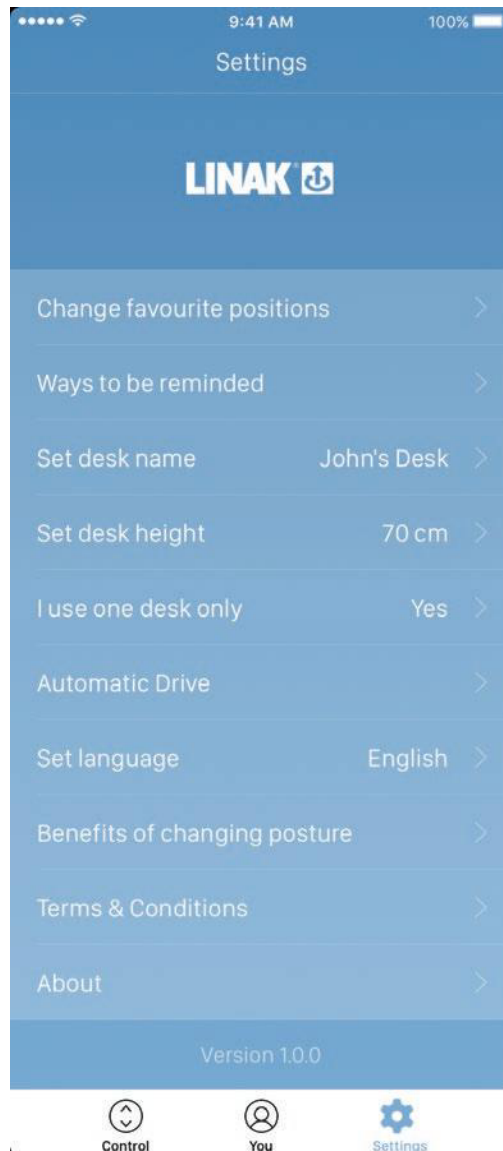 9:41 AM 100%
Settings
LINAK
Change favourite positions
Ways to be reminded
Set desk name John's Desk
Set desk height 70 cm
I use one desk only Yes
Automatic Drive
Set language English
Benefits of changing posture
Terms & Conditions
About
Version 1.0.0
Control You Settings